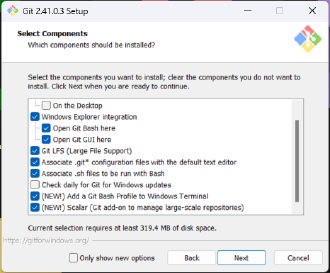 Git 2.41.0.3 Setup
Select Components
Which components should be installed?
Select the components you want to install; clear the components you do not want to
install. Click Next when you are ready to continue.
On the Desktop
Windows Explorer integration
Open Git Bash here
Open Git GUI here
Git LFS (Large File Support)
Associate .git* configuration files with the default text editor
Associate .sh files to be run with Bash
Check daily for Git for Windows updates
(NEW!) Add a Git Bash Profile to Windows Terminal
(NEW!) Scalar (Git add-on to manage large-scale repositories)
Current selection requires at least 319.4 MB of disk space.
https://gitforwindows.org/
Only show new options
Back
Next
Cancel